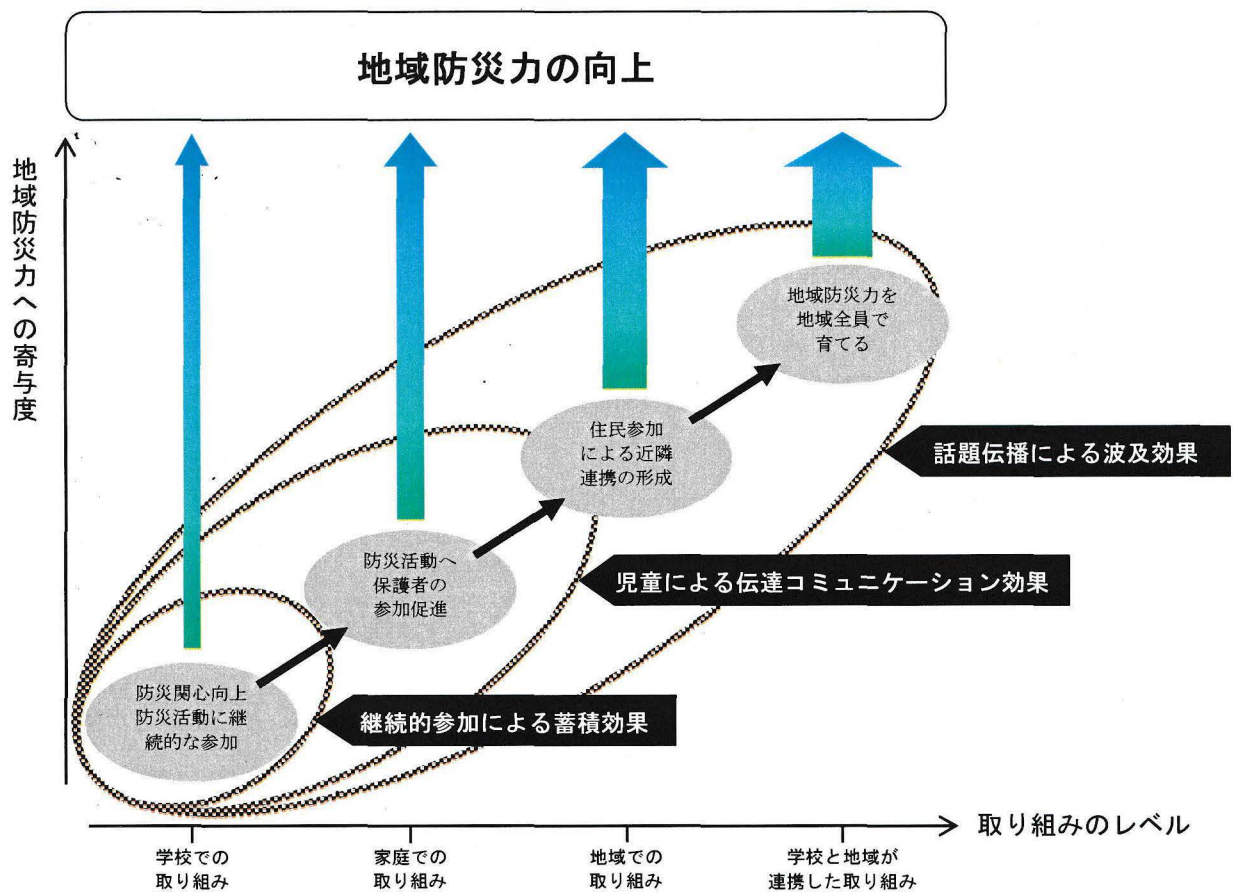 地域防災力の向上
地域防災力への寄与度
地域防災力を
地域全員で
育てる
住民参加
による近隣
連携の形成
話題伝播による波及効果
防災活動へ
保護者の
参加促進
児童による伝達コミュニケーション効果
防災関心向上
防災活動に継
続的な参加
継続的参加による蓄積効果
取り組みのレベル
学校での
取り組み
家庭での
取り組み
地域での
取り組み
学校と地域が
連携した取り組み